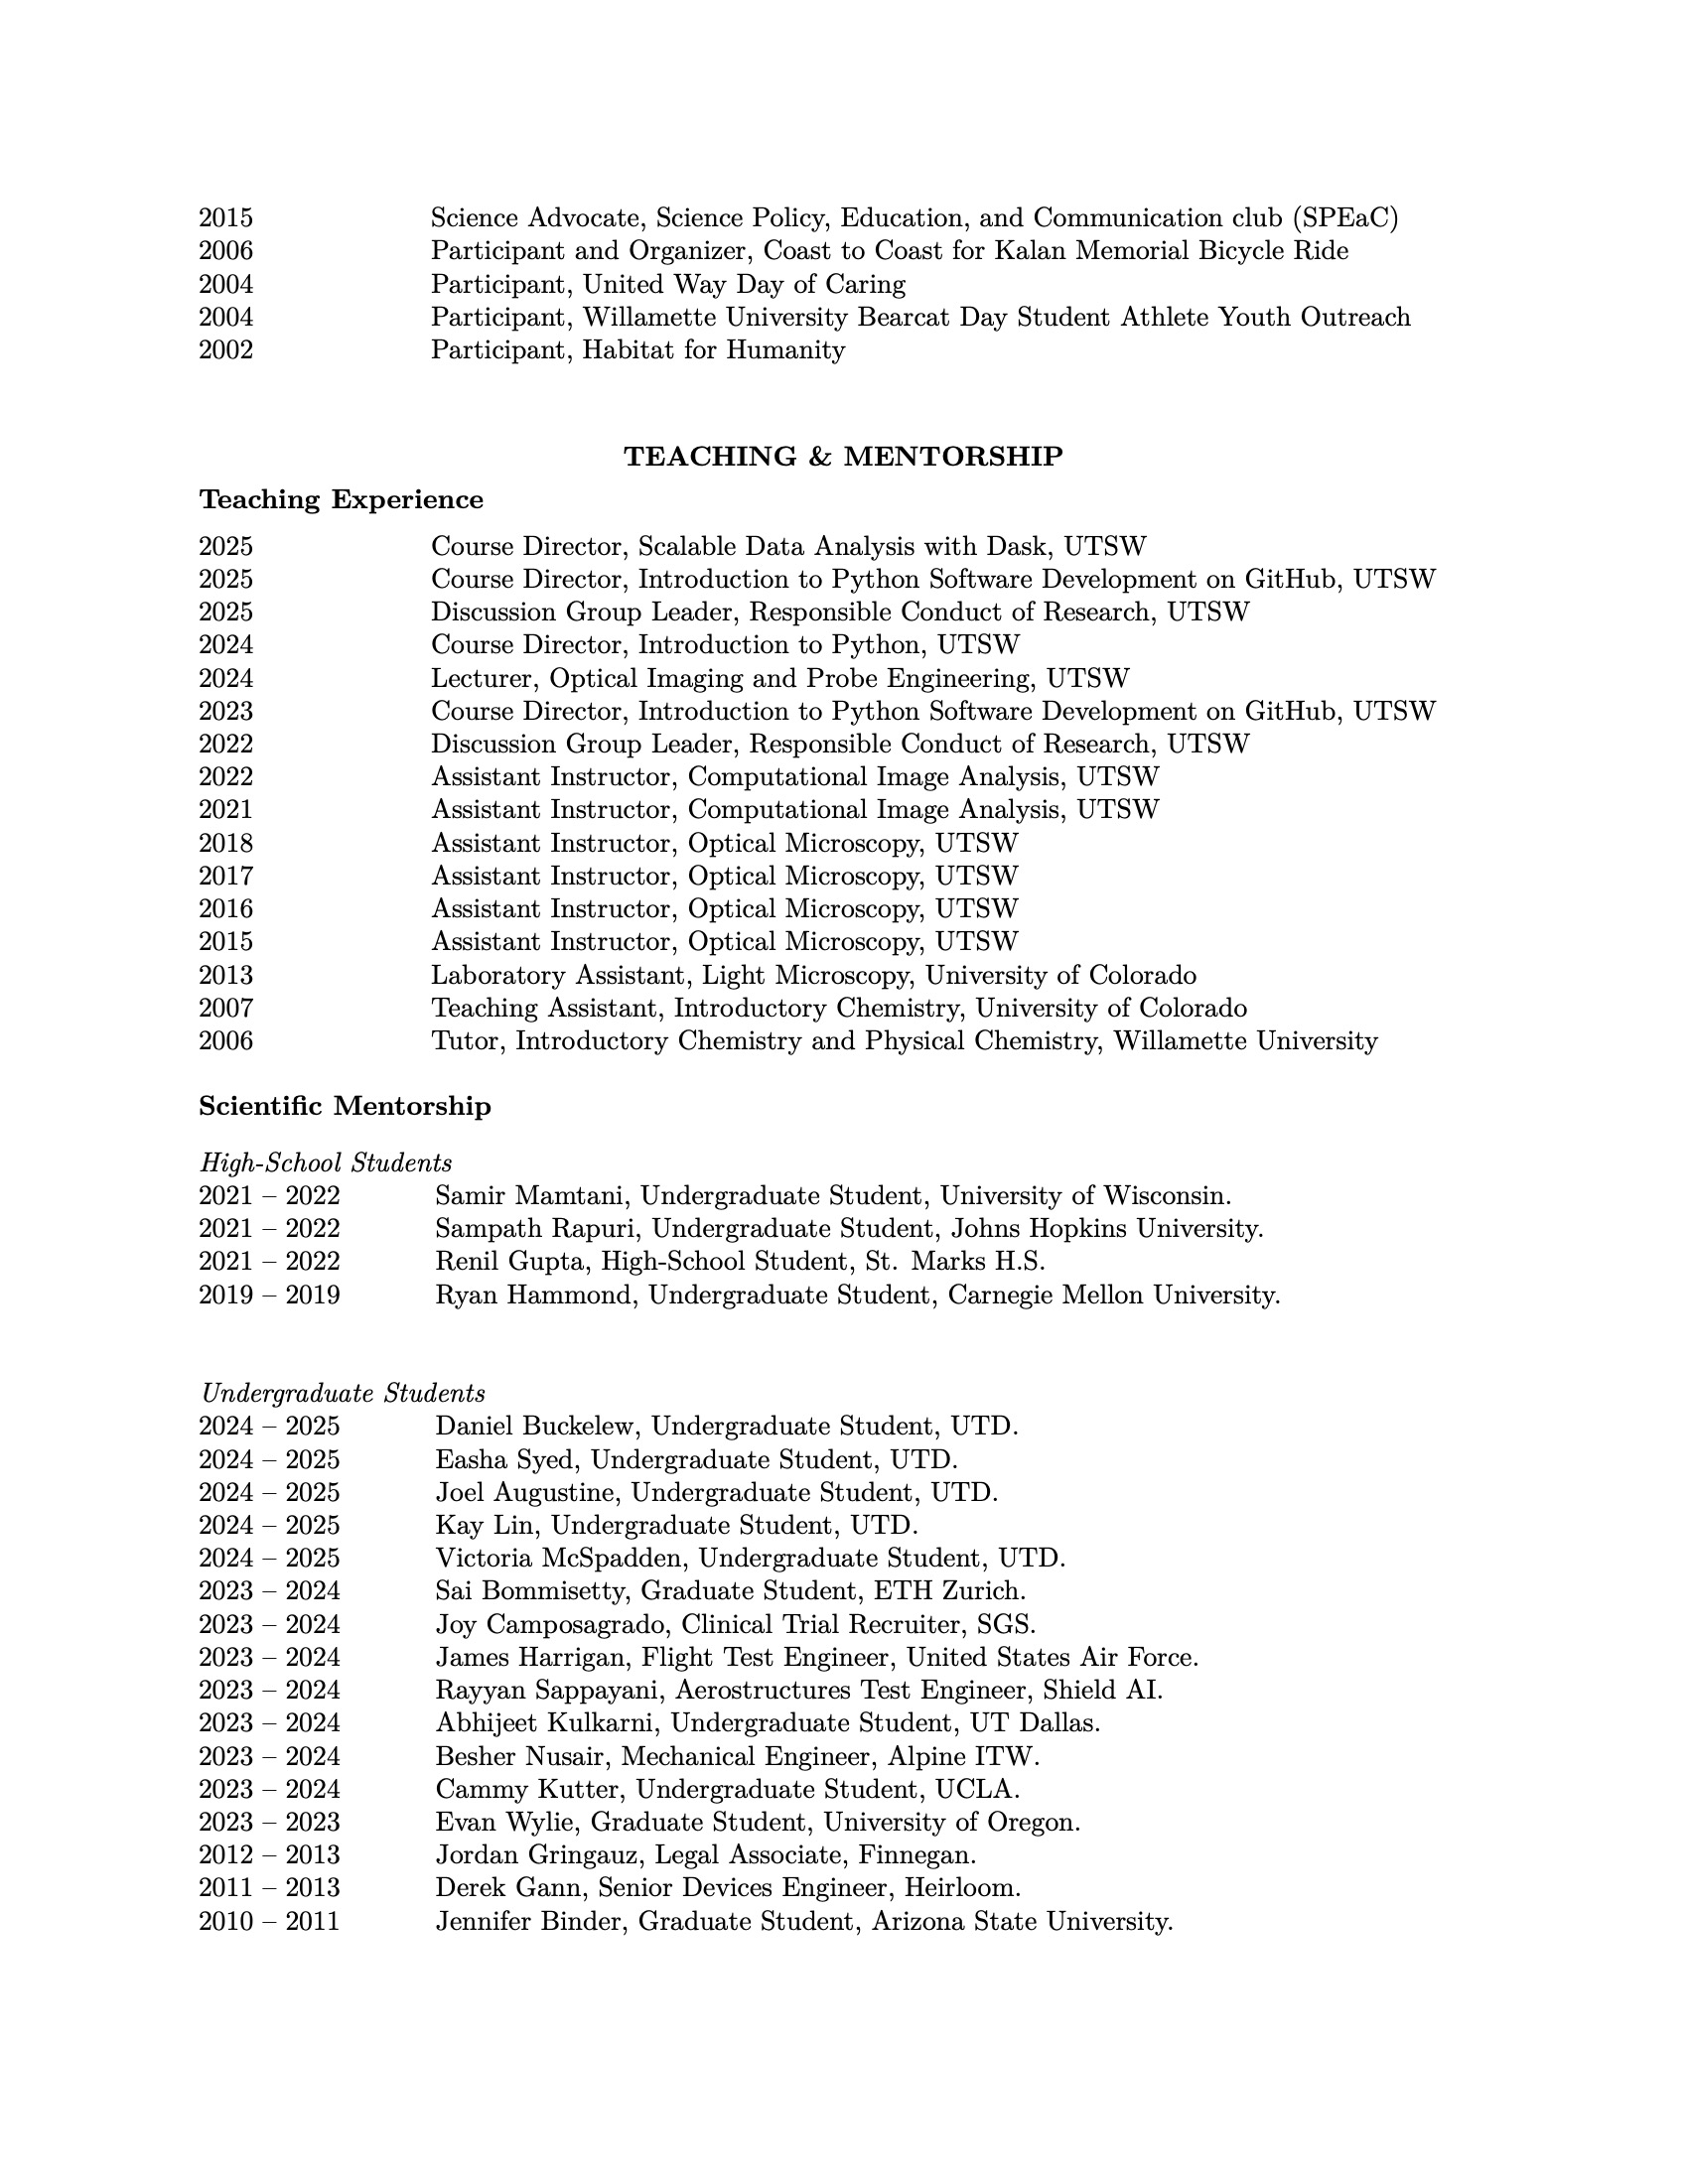 2015 Science Advocate, Science Policy, Education, and Communication club (SPEaC)
2006 Participant and Organizer, Coast to Coast for Kalan Memorial Bicycle Ride
2004 Participant, United Way Day of Caring
2004 Participant, Willamette University Bearcat Day Student Athlete Youth Outreach
2002 Participant, Habitat for Humanity
TEACHING & MENTORSHIP
Teaching Experience
2025 Course Director, Scalable Data Analysis with Dask, UTSW
2025 Course Director, Introduction to Python Software Development on GitHub, UTSW
2025 Discussion Group Leader, Responsible Conduct of Research, UTSW
2024 Course Director, Introduction to Python, UTSW
2024 Lecturer, Optical Imaging and Probe Engineering, UTSW
2023 Course Director, Introduction to Python Software Development on GitHub, UTSW
2022 Discussion Group Leader, Responsible Conduct of Research, UTSW
2022 Assistant Instructor, Computational Image Analysis, UTSW
2021 Assistant Instructor, Computational Image Analysis, UTSW
2018 Assistant Instructor, Optical Microscopy, UTSW
2017 Assistant Instructor, Optical Microscopy, UTSW
2016 Assistant Instructor, Optical Microscopy, UTSW
2015 Assistant Instructor, Optical Microscopy, UTSW
2013 Laboratory Assistant, Light Microscopy, University of Colorado
2007 Teaching Assistant, Introductory Chemistry, University of Colorado
2006 Tutor, Introductory Chemistry and Physical Chemistry, Willamette University
Scientific Mentorship
High-School Students
2021 – 2022 Samir Mamtani, Undergraduate Student, University of Wisconsin.
2021 – 2022 Sampath Rapuri, Undergraduate Student, Johns Hopkins University.
2021 – 2022 Renil Gupta, High-School Student, St. Marks H.S.
2019 – 2019 Ryan Hammond, Undergraduate Student, Carnegie Mellon University.
Undergraduate Students
2024 – 2025 Daniel Buckelew, Undergraduate Student, UTD.
2024 – 2025 Easha Syed, Undergraduate Student, UTD.
2024 – 2025 Joel Augustine, Undergraduate Student, UTD.
2024 – 2025 Kay Lin, Undergraduate Student, UTD.
2024 – 2025 Victoria McSpadden, Undergraduate Student, UTD.
2023 – 2024 Sai Bommisetty, Graduate Student, ETH Zurich.
2023 – 2024 Joy Camposagrado, Clinical Trial Recruiter, SGS.
2023 – 2024 James Harrigan, Flight Test Engineer, United States Air Force.
2023 – 2024 Rayyan Sappayani, Aerostructures Test Engineer, Shield AI.
2023 – 2024 Abhijeet Kulkarni, Undergraduate Student, UT Dallas.
2023 – 2024 Besher Nusair, Mechanical Engineer, Alpine ITW.
2023 – 2024 Cammy Kutter, Undergraduate Student, UCLA.
2023 – 2023 Evan Wylie, Graduate Student, University of Oregon.
2012 – 2013 Jordan Gringauz, Legal Associate, Finnegan.
2011 – 2013 Derek Gann, Senior Devices Engineer, Heirloom.
2010 – 2011 Jennifer Binder, Graduate Student, Arizona State University.